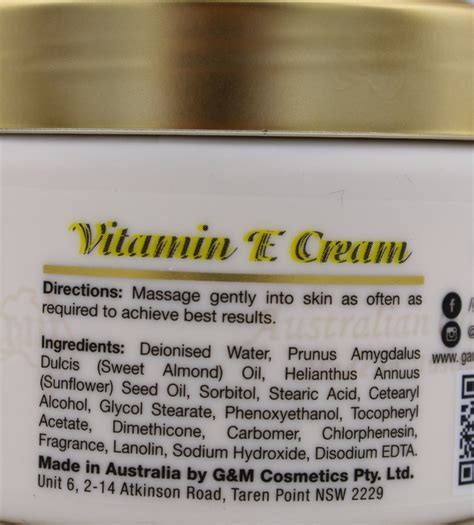 Vitamin E Cream
Directions: Massage gently into skin as often as
required to achieve best results.
Ingredients: Deionised Water, Prunus Amygdalus
Dulcis (Sweet Almond) Oil, Helianthus Annuus
(Sunflower) Seed Oil, Sorbitol, Stearic Acid, Cetearyl
Alcohol, Glycol Stearate, Phenoxyethanol, Tocopheryl
Acetate, Dimethicone, Carbomer, Chlorphenesin,
Fragrance, Lanolin, Sodium Hydroxide, Disodium EDTA.
Made in Australia by G&M Cosmetics Pty. Ltd.
Unit 6, 2-14 Atkinson Road, Taren Point NSW 2229
Australian